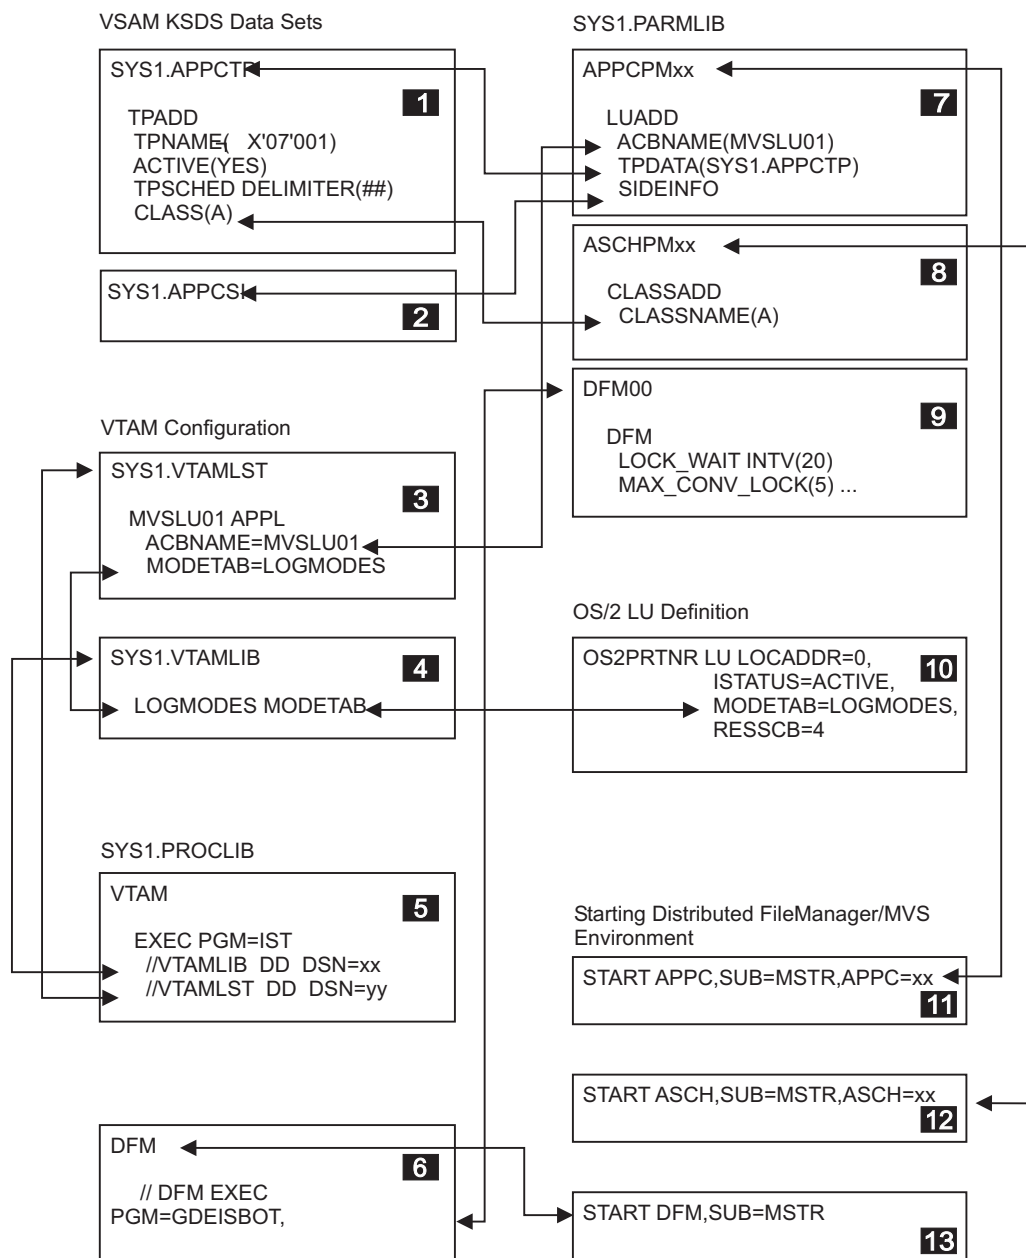 VSAM KSDS Data Sets
SYS1.APPCTP
1
TPADD
TPNAME( X'07'001)
ACTIVE(YES)
TPSCHED DELIMITER(##)
CLASS(A)
SYS1.APPCSI
2
VTAM Configuration
SYS1.VTAMLST
3
MVSLU01 APPL
ACBNAME=MVSLU01
MODETAB=LOGMODES
SYS1.VTAMLIB
4
LOGMODES MODETAB
SYS1.PROCLIB
VTAM
5
EXEC PGM=IST
//VTAMLIB DD DSN=xx
//VTAMLST DD DSN=yy
DFM
6
// DFM EXEC
PGM=GDEISBOT,
SYS1.PARMLIB
APPCPMxx
7
LUADD
ACBNAME(MVSLU01)
TPDATA(SYS1.APPCTP)
SIDEINFO
ASCHPMxx
8
CLASSADD
CLASSNAME(A)
DFM00
9
DFM
LOCK_WAIT INTV(20)
MAX_CONV_LOCK(5) ...
OS/2 LU Definition
OS2PRTNR LU LOCADDR=0,
10
ISTATUS=ACTIVE,
MODETAB=LOGMODES,
RESSCB=4
Starting Distributed FileManager/MVS
Environment
START APPC,SUB=MSTR,APPC=xx
11
START ASCH,SUB=MSTR,ASCH=xx
12
START DFM,SUB=MSTR
13